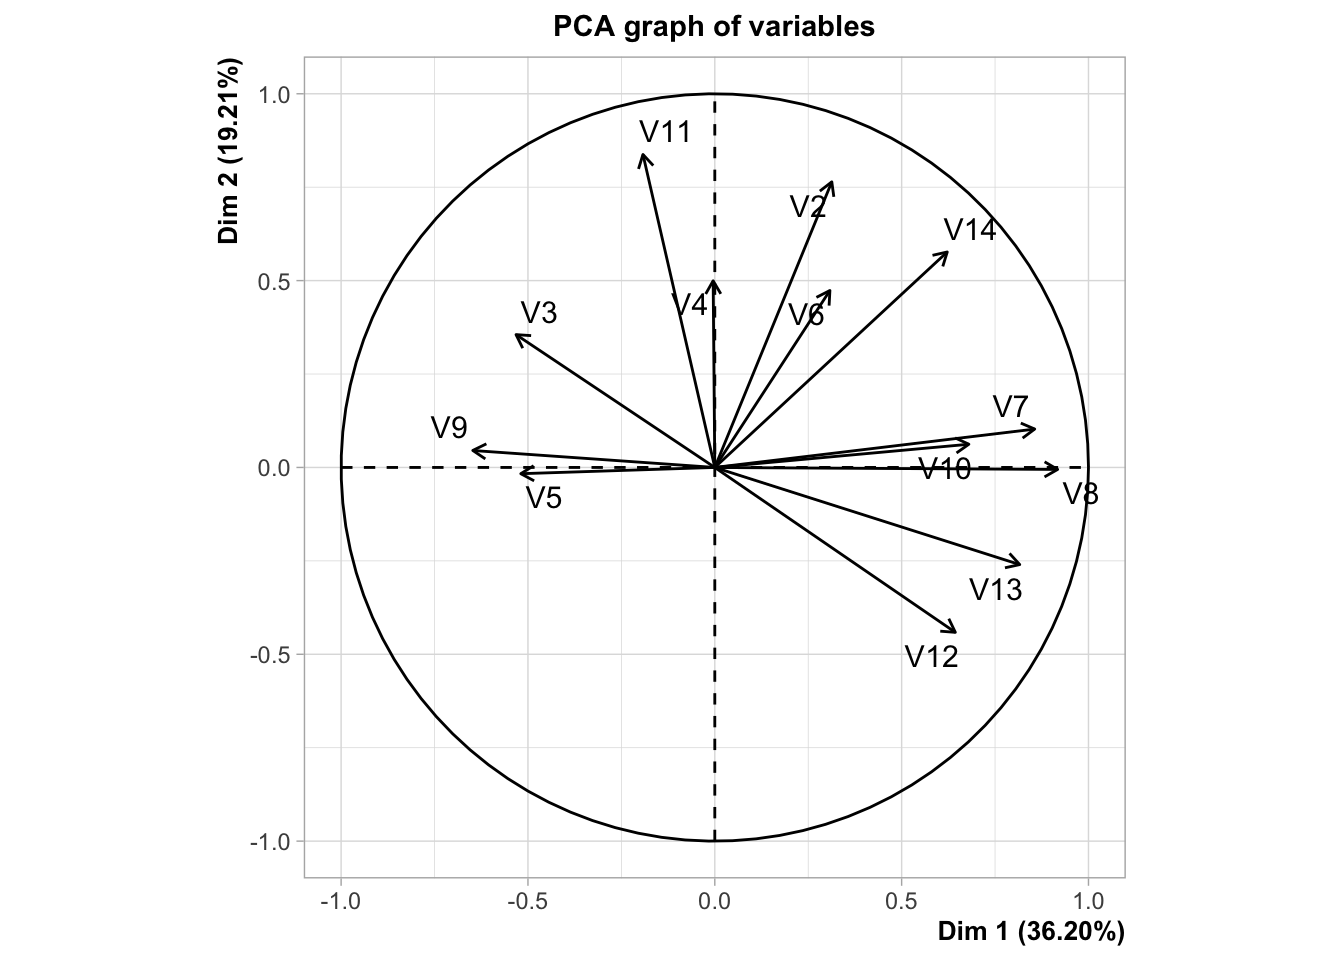 PCA graph of variables
Dim 2 (19.21%)
1.0
0.5
0.0
-0.5
-1.0
V11
V2
V14
V4
V6
V3
V7
V9
V10
V5
V8
V13
V12
-1.0
-0.5
0.0
0.5
1.0
Dim 1 (36.20%)